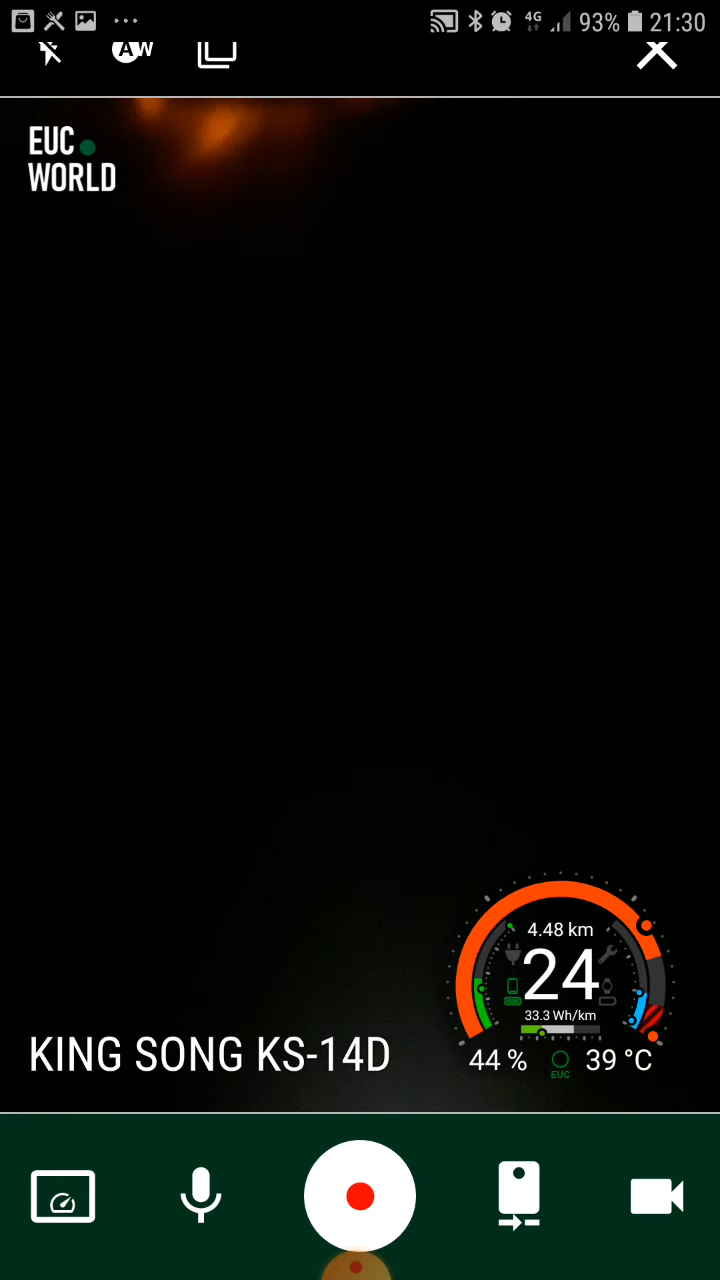 4G 93% 21:30
AW
EUC
WORLD
4.48 km
24
33.3 Wh/km
44 % 39 °C
EUC
KING SONG KS-14D